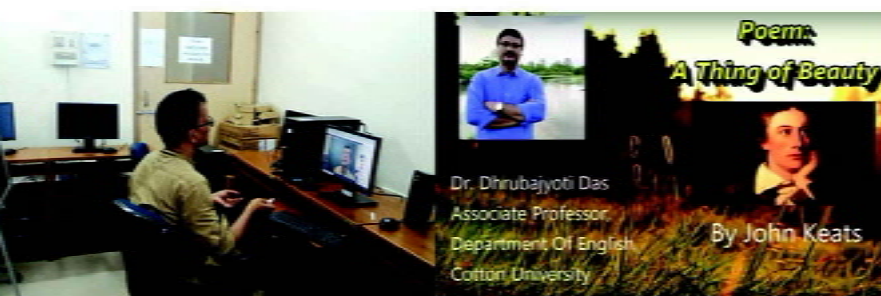 Poem:
A Thing of Beauty
Dr. Dhrubajyoti Das
Associate Professor,
Department Of English
Cotton University
By John Keats